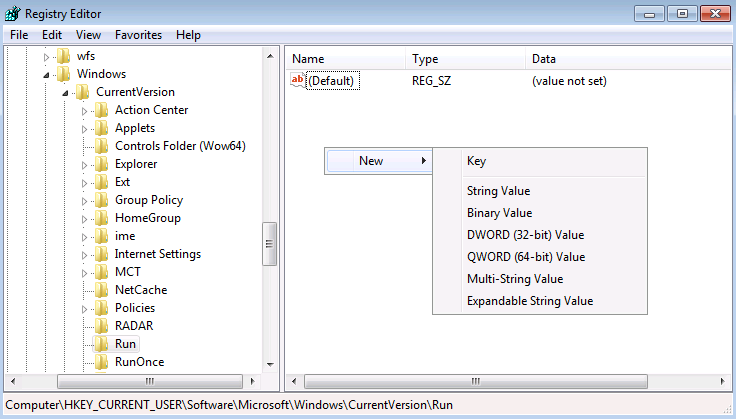 Registry Editor
File Edit View Favorites Help
wfs
Windows
CurrentVersion
Action Center
Applets
Controls Folder (Wow64)
Explorer
Ext
Group Policy
HomeGroup
ime
Internet Settings
MCT
NetCache
Policies
RADAR
Run
RunOnce
Name Type Data
ab (Default) REG_SZ (value not set)
New
Key
String Value
Binary Value
DWORD (32-bit) Value
QWORD (64-bit) Value
Multi-String Value
Expandable String Value
Computer\HKEY_CURRENT_USER\Software\Microsoft\Windows\CurrentVersion\Run